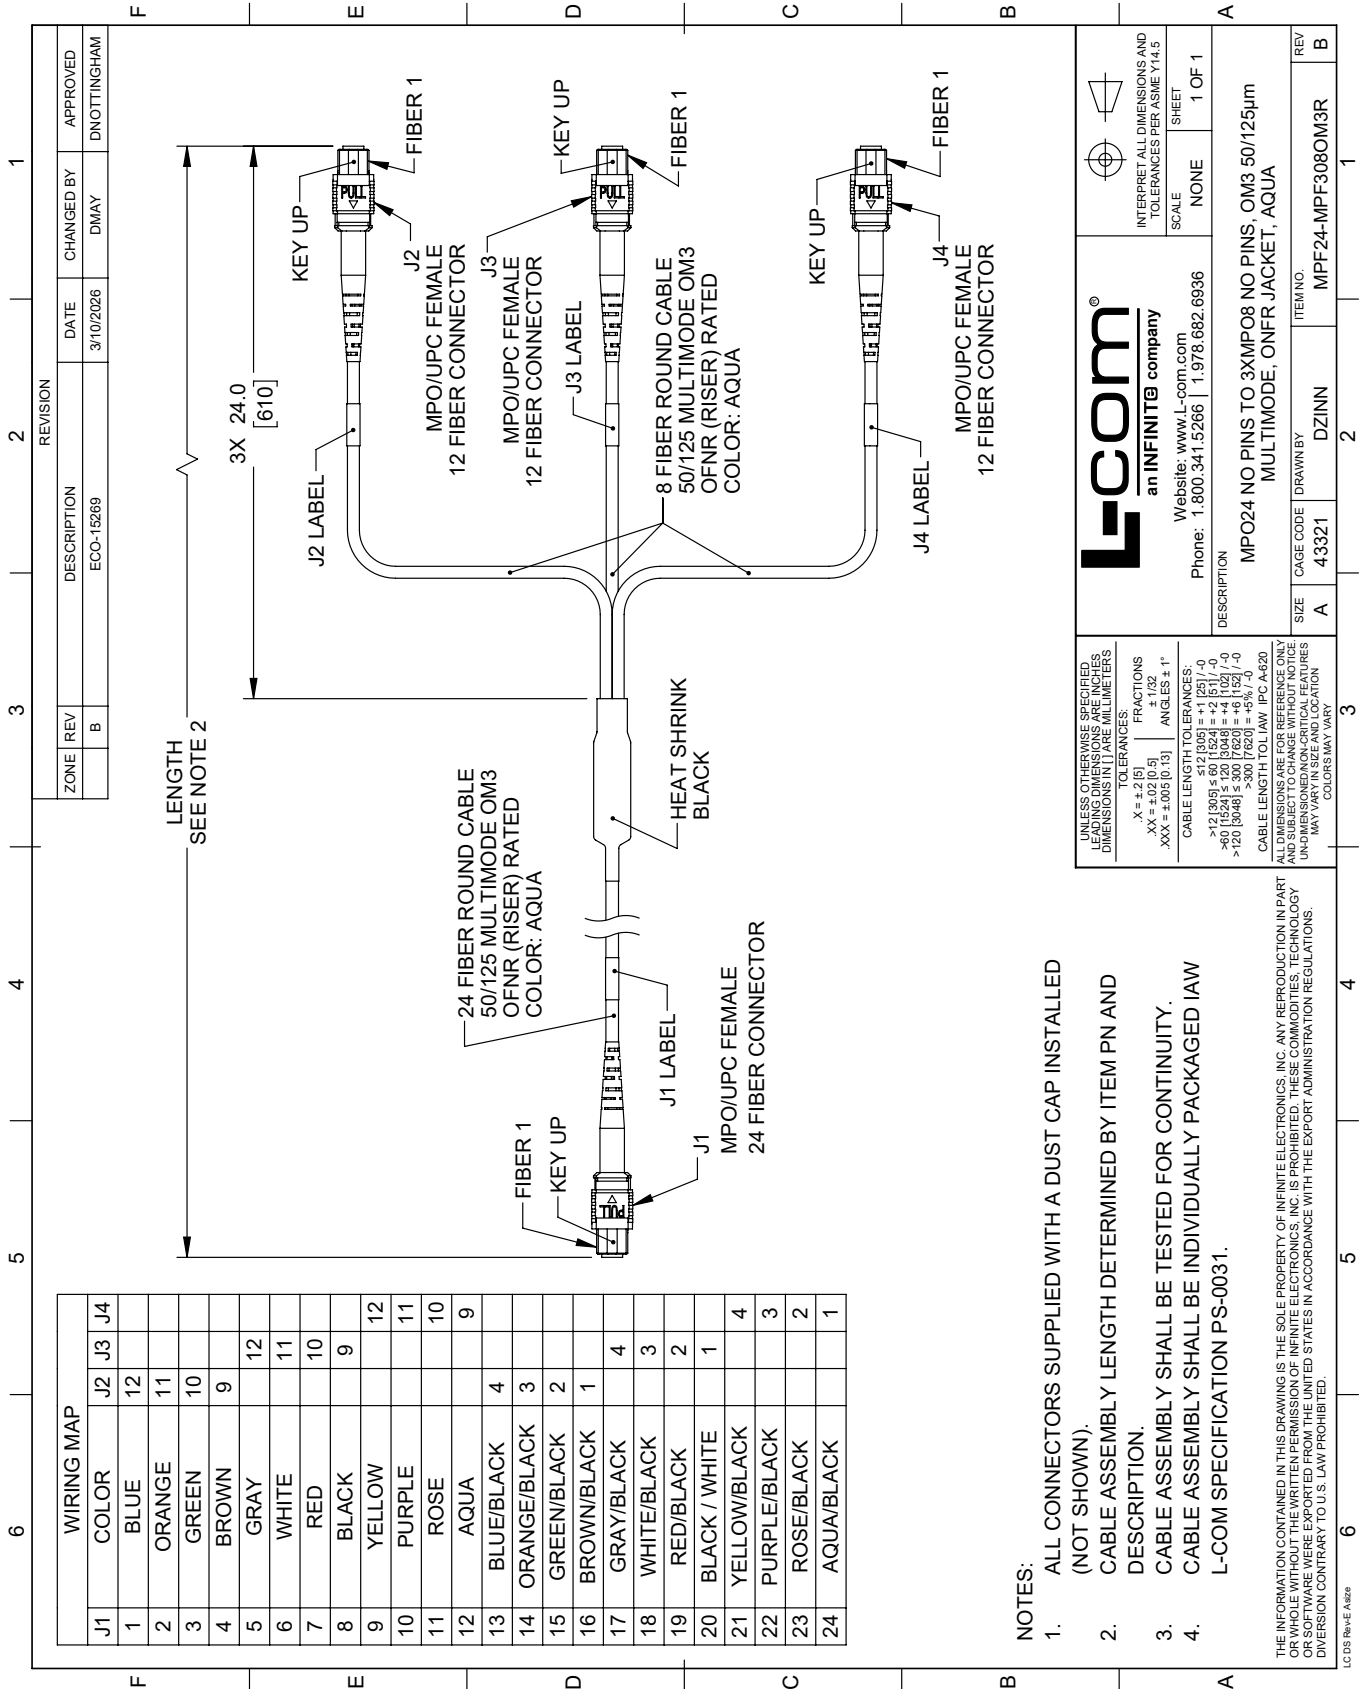 REVISION
ZONE REV DESCRIPTION DATE CHANGED BY APPROVED
B ECO-15269 3/10/2026 DMAY DNOTTINGHAM
6 5 4 3 2 1
F
E
D
C
B
A
WIRING MAP
J1 COLOR J2 J3 J4
1 BLUE 12
2 ORANGE 11
3 GREEN 10
4 BROWN 9
5 GRAY 12
6 WHITE 11
7 RED 10
8 BLACK 9
9 YELLOW 12
10 PURPLE 11
11 ROSE 10
12 AQUA 9
13 BLUE/BLACK 4
14 ORANGE/BLACK 3
15 GREEN/BLACK 2
16 BROWN/BLACK 1
17 GRAY/BLACK 4
18 WHITE/BLACK 3
19 RED/BLACK 2
20 BLACK / WHITE 1
21 YELLOW/BLACK 4
22 PURPLE/BLACK 3
23 ROSE/BLACK 2
24 AQUA/BLACK 1
LENGTH
SEE NOTE 2
3X 24.0
[610]
FIBER 1
KEY UP
PULL
J1
MPO/UPC FEMALE
24 FIBER CONNECTOR
J1 LABEL
24 FIBER ROUND CABLE
50/125 MULTIMODE OM3
OFNR (RISER) RATED
COLOR: AQUA
HEAT SHRINK
BLACK
J2 LABEL
KEY UP
PULL
FIBER 1
J2
MPO/UPC FEMALE
12 FIBER CONNECTOR
J3
MPO/UPC FEMALE
12 FIBER CONNECTOR
J3 LABEL
KEY UP
PULL
FIBER 1
8 FIBER ROUND CABLE
50/125 MULTIMODE OM3
OFNR (RISER) RATED
COLOR: AQUA
KEY UP
PULL
FIBER 1
J4 LABEL
J4
MPO/UPC FEMALE
12 FIBER CONNECTOR
NOTES:
1. ALL CONNECTORS SUPPLIED WITH A DUST CAP INSTALLED
(NOT SHOWN).
2. CABLE ASSEMBLY LENGTH DETERMINED BY ITEM PN AND
DESCRIPTION.
3. CABLE ASSEMBLY SHALL BE TESTED FOR CONTINUITY.
4. CABLE ASSEMBLY SHALL BE INDIVIDUALLY PACKAGED IAW
L-COM SPECIFICATION PS-0031.
THE INFORMATION CONTAINED IN THIS DRAWING IS THE SOLE PROPERTY OF INFINITE ELECTRONICS, INC. ANY REPRODUCTION IN PART
OR WHOLE WITHOUT THE WRITTEN PERMISSION OF INFINITE ELECTRONICS, INC. IS PROHIBITED. THESE COMMODITIES, TECHNOLOGY
OR SOFTWARE WERE EXPORTED FROM THE UNITED STATES IN ACCORDANCE WITH THE EXPORT ADMINISTRATION REGULATIONS.
DIVERSION CONTRARY TO U.S. LAW PROHIBITED.
UNLESS OTHERWISE SPECIFIED
LEADING DIMENSIONS ARE INCHES
DIMENSIONS IN [ ] ARE MILLIMETERS
TOLERANCES:
.X = ±.2 [5]
.XX = ±.02 [0.5]
.XXX = ±.005 [0.13]
FRACTIONS
± 1/32
ANGLES ± 1°
CABLE LENGTH TOLERANCES:
≤12 [305] = +1 [25] / -0
>12 [305] ≤ 60 [1524] = +2 [51] / -0
>60 [1524] ≤ 120 [3048] = +4 [102] / -0
>120 [3048] ≤ 300 [7620] = +6 [152] / -0
>300 [7620] = +5% / -0
CABLE LENGTH TOL IAW IPC A-620
ALL DIMENSIONS ARE FOR REFERENCE ONLY
AND SUBJECT TO CHANGE WITHOUT NOTICE.
UN-DIMENSIONED/NON-CRITICAL FEATURES
MAY VARY IN SIZE AND LOCATION
COLORS MAY VARY
L-com®
an INFINIT® company
Website: www.L-com.com
Phone: 1.800.341.5266 | 1.978.682.6936
INTERPRET ALL DIMENSIONS AND
TOLERANCES PER ASME Y14.5
SCALE NONE
SHEET 1 OF 1
DESCRIPTION
MPO24 NO PINS TO 3XMPO8 NO PINS, OM3 50/125µm
MULTIMODE, ONFR JACKET, AQUA
SIZE A
CAGE CODE 43321
DRAWN BY DZINN
ITEM NO. MPF24-MPF308OM3R
REV B
6 5 4 3 2 1
F
E
D
C
B
A
LC DS Rev-E Asize